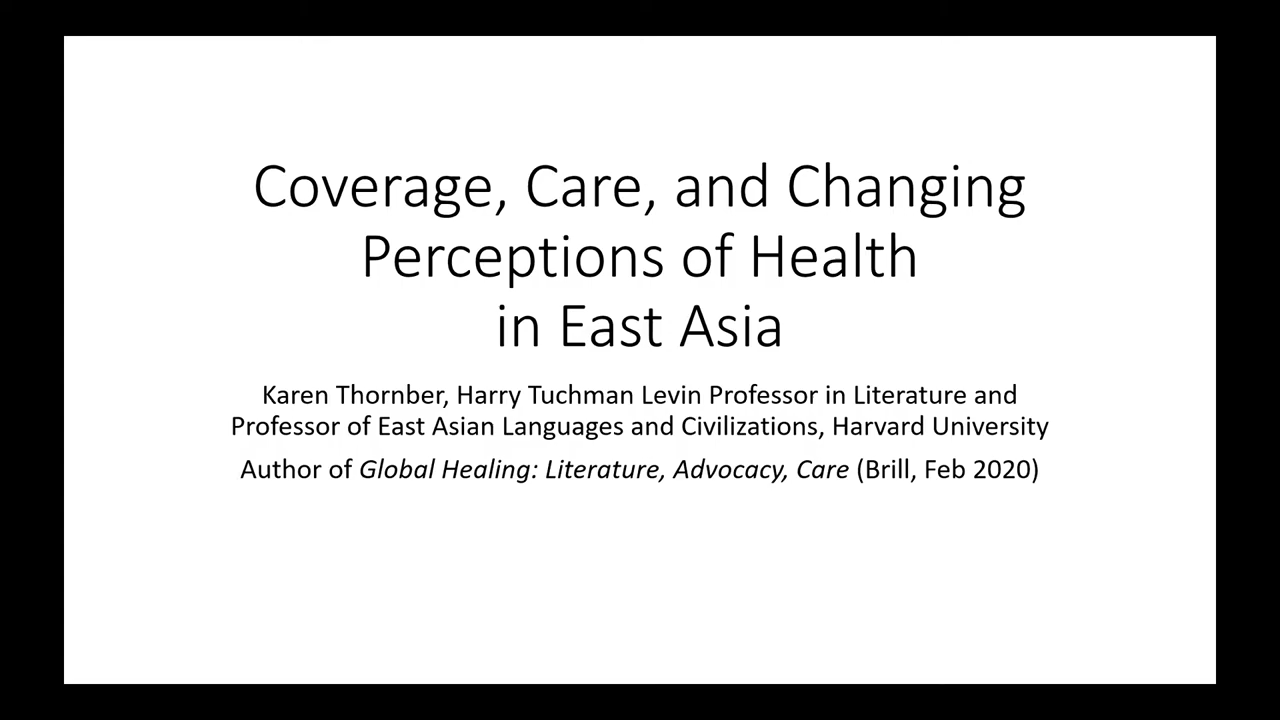 Coverage, Care, and Changing
Perceptions of Health
in East Asia
Karen Thornber, Harry Tuchman Levin Professor in Literature and
Professor of East Asian Languages and Civilizations, Harvard University
Author of Global Healing: Literature, Advocacy, Care (Brill, Feb 2020)